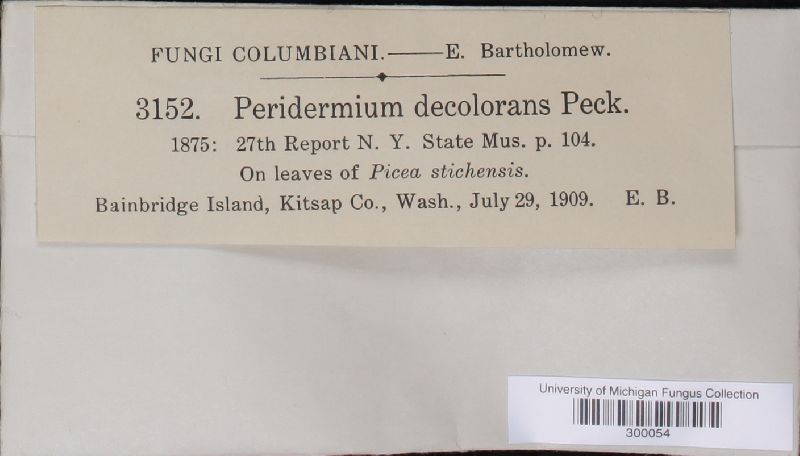 FUNGI COLUMBIANI.——E. Bartholomew.
3152. Peridermium decolorans Peck.
1875: 27th Report N. Y. State Mus. p. 104.
On leaves of Picea stichensis.
Bainbridge Island, Kitsap Co., Wash., July 29, 1909. E. B.
University of Michigan Fungus Collection
300054